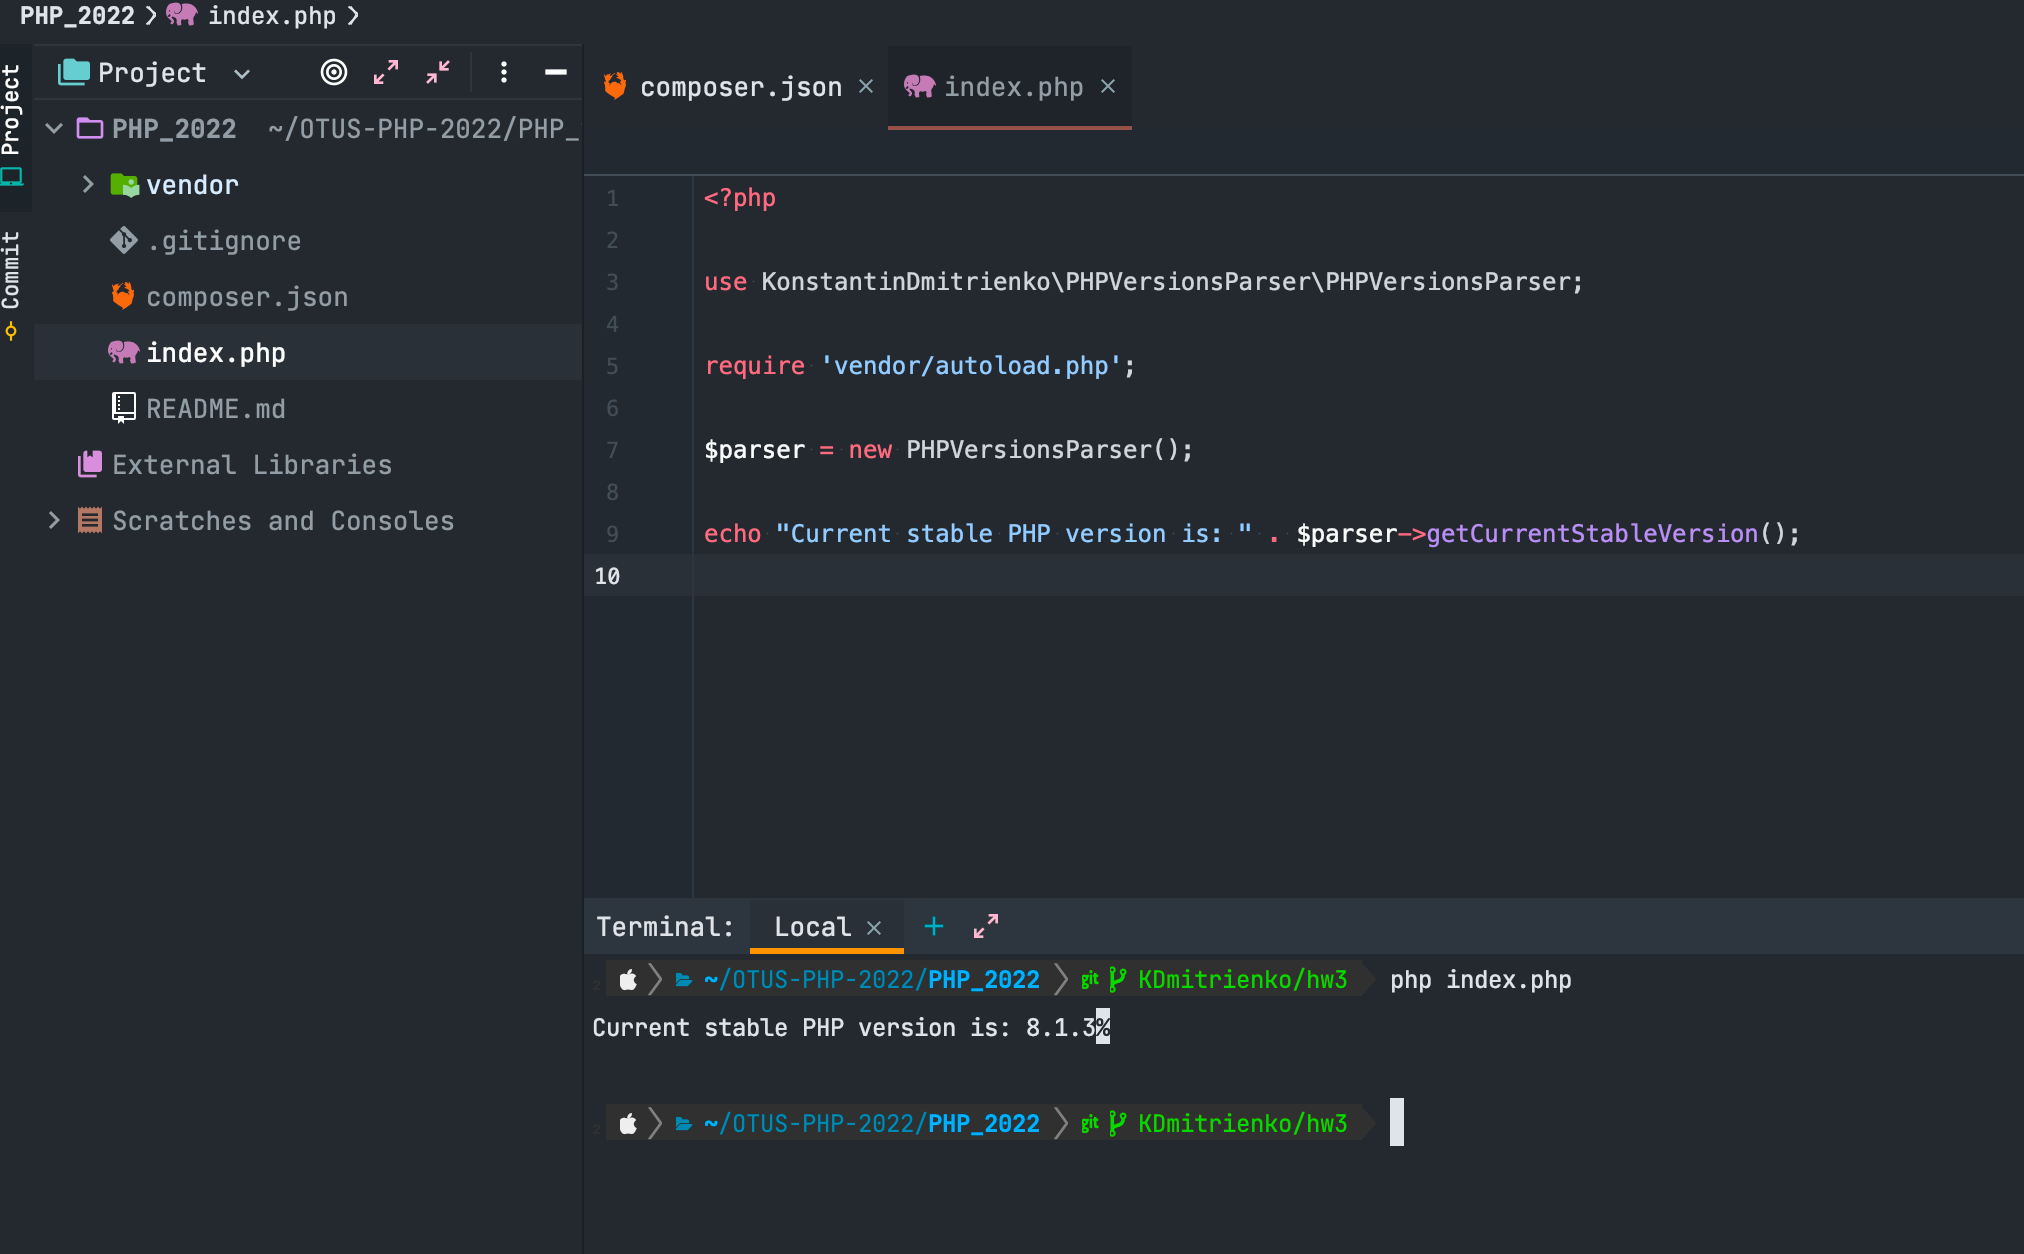 PHP_2022 index.php
Project
Commit
Project
PHP_2022 ~/OTUS-PHP-2022/PHP_
vendor
.gitignore
composer.json
index.php
README.md
External Libraries
Scratches and Consoles
composer.json index.php
1 <?php
2
3 use KonstantinDmitrienko\PHPVersionsParser\PHPVersionsParser;
4
5 require 'vendor/autoload.php';
6
7 $parser = new PHPVersionsParser();
8
9 echo "Current stable PHP version is: " . $parser->getCurrentStableVersion();
10
Terminal: Local
~/OTUS-PHP-2022/PHP_2022 git KDmitrienko/hw3 php index.php
Current stable PHP version is: 8.1.3%
~/OTUS-PHP-2022/PHP_2022 git KDmitrienko/hw3